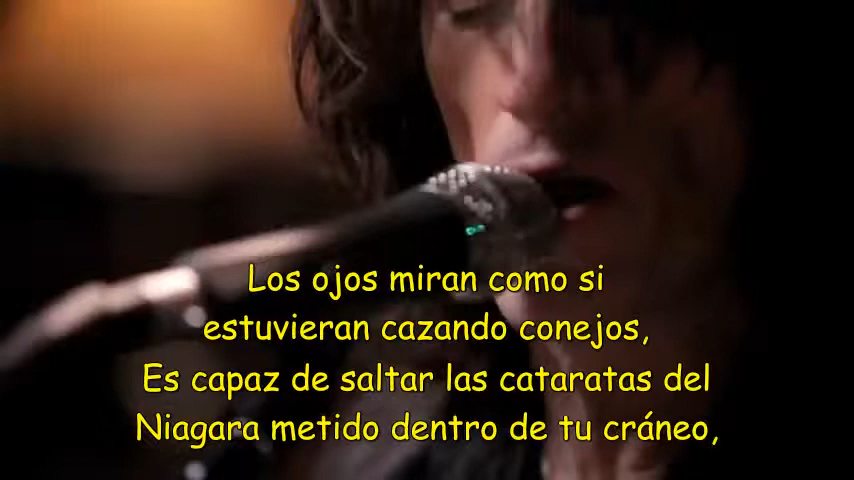 Los ojos miran como si
estuvieran cazando conejos,
Es capaz de saltar las cataratas del
Niagara metido dentro de tu cráneo,